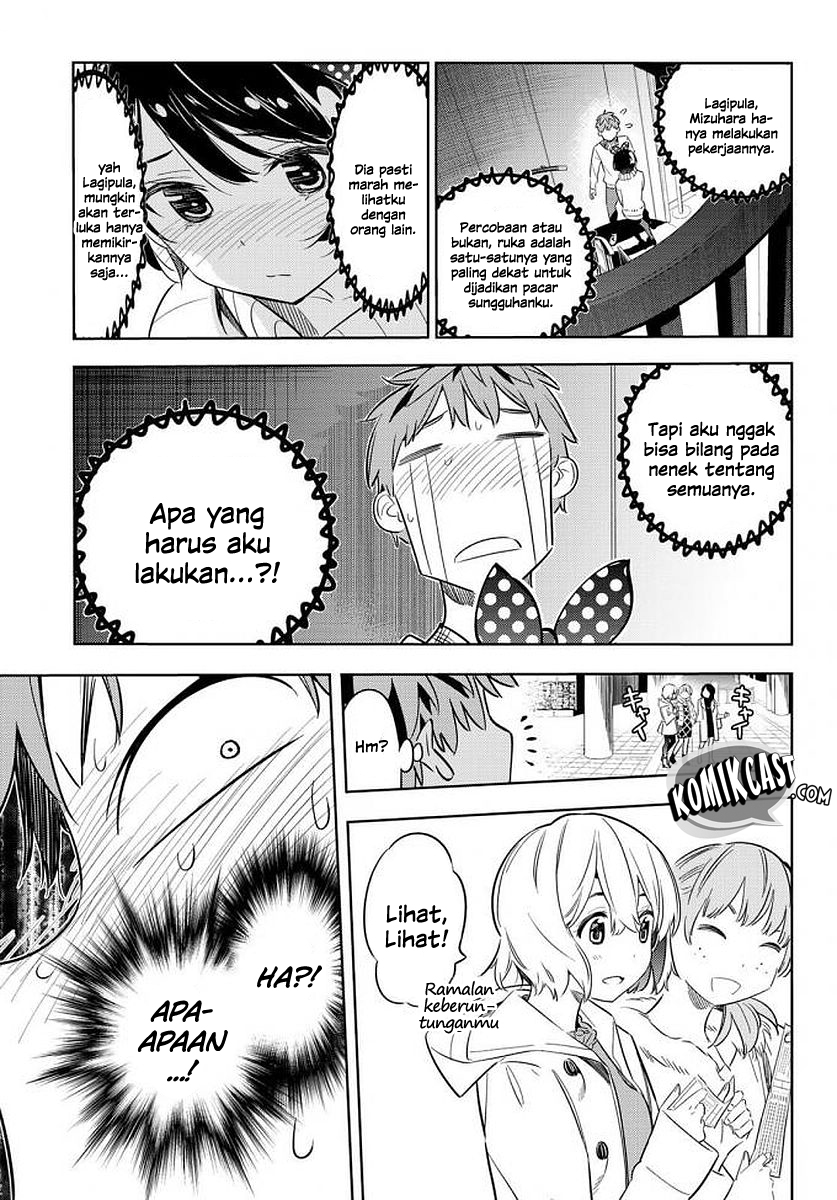 Lagipula,
Mizuhara ha-
nya melakukan
pekerjaannya.
Percobaan atau
bukan, ruka adalah
satu-satunya yang
paling dekat untuk
dijadikan pacar
sungguhanku.
Dia pasti
marah me-
lihatku
dengan
orang lain.
yah
Lagipula,
mungkin
akan ter-
luka hanya
memikir-
kannya
saja...
Tapi aku nggak
bisa bilang pada
nenek tentang
semuanya.
Apa yang
harus aku
lakukan...?!
キャイ
キャイ
Hm?
KOMIKCAST.COM
Lihat,
Lihat!
Ramalan
keberun-
tunganmu
HA?!
APA-
APAAN
...!